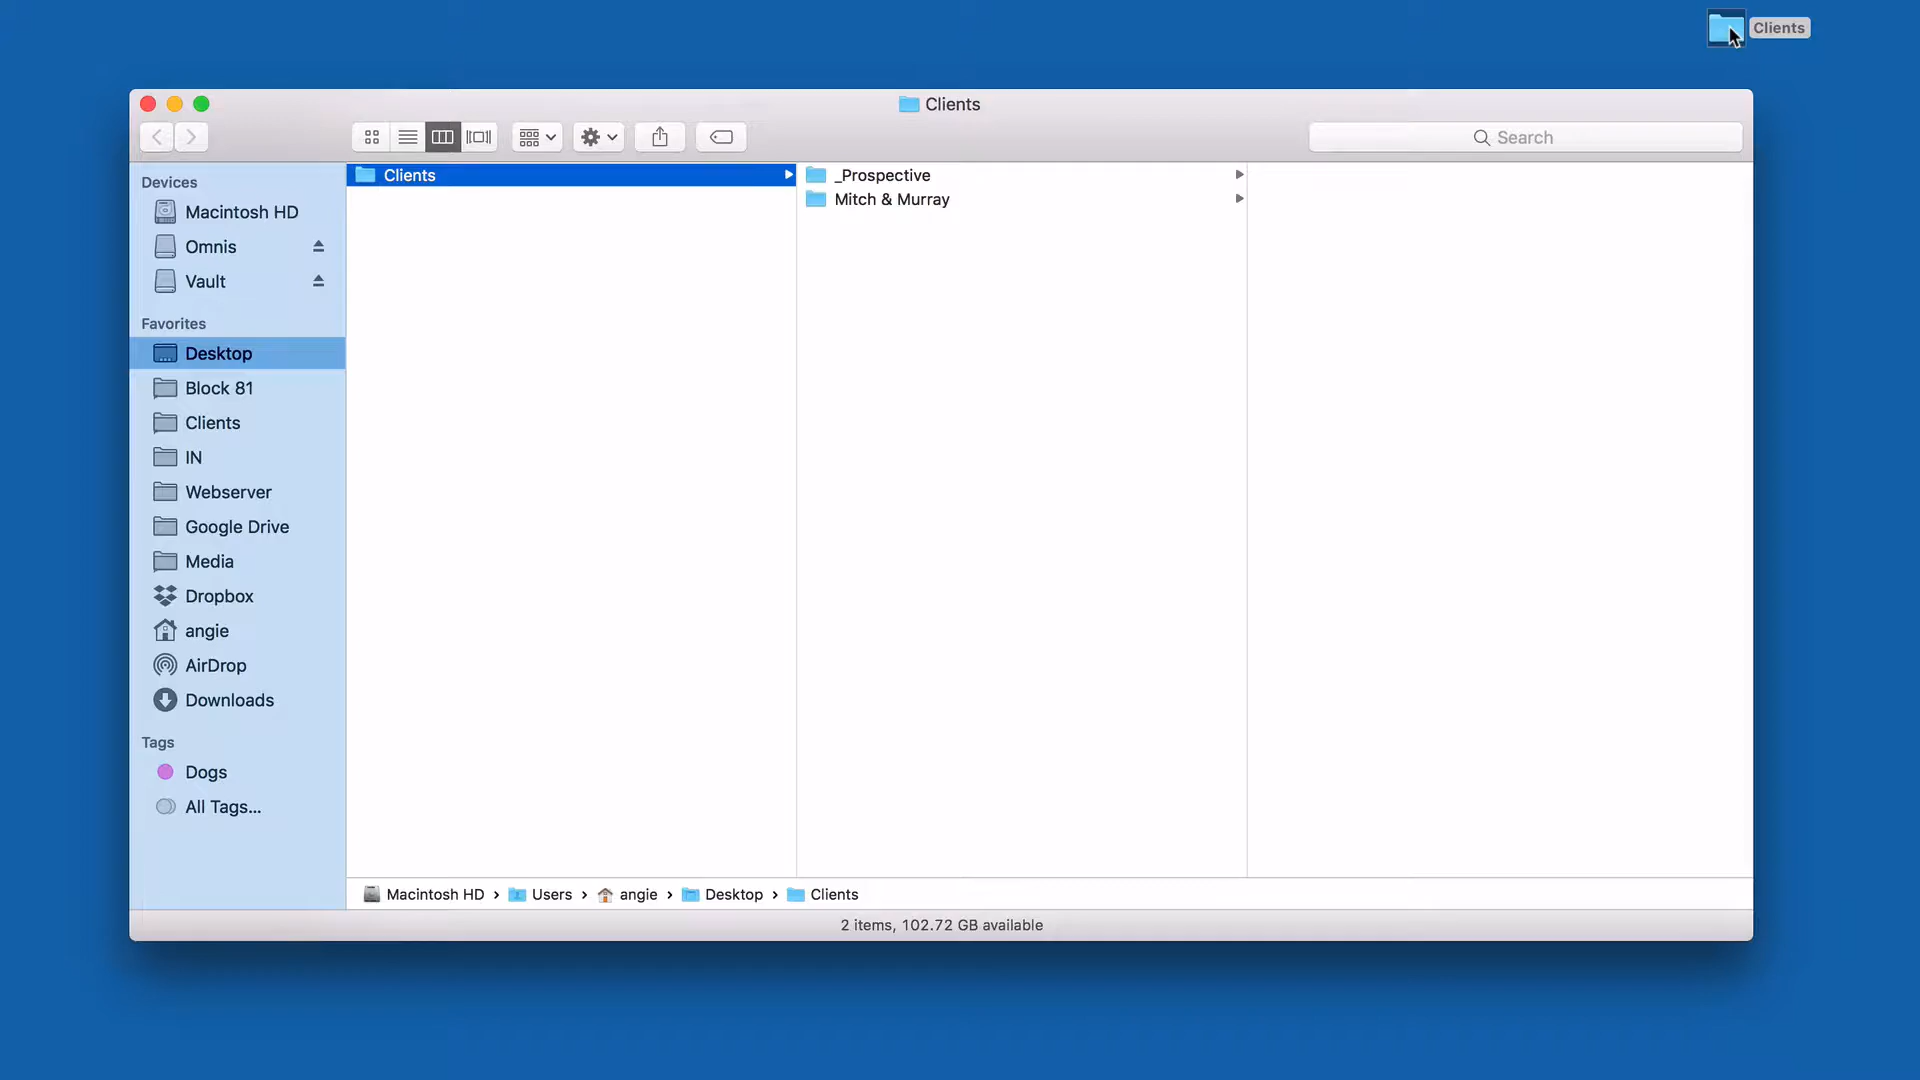 Clients
Clients
Search
Devices
Macintosh HD
Omnis
Vault
Favorites
Desktop
Block 81
Clients
IN
Webserver
Google Drive
Media
Dropbox
angie
AirDrop
Downloads
Tags
Dogs
All Tags...
Clients
_Prospective
Mitch & Murray
Macintosh HD › Users › angie › Desktop › Clients
2 items, 102.72 GB available